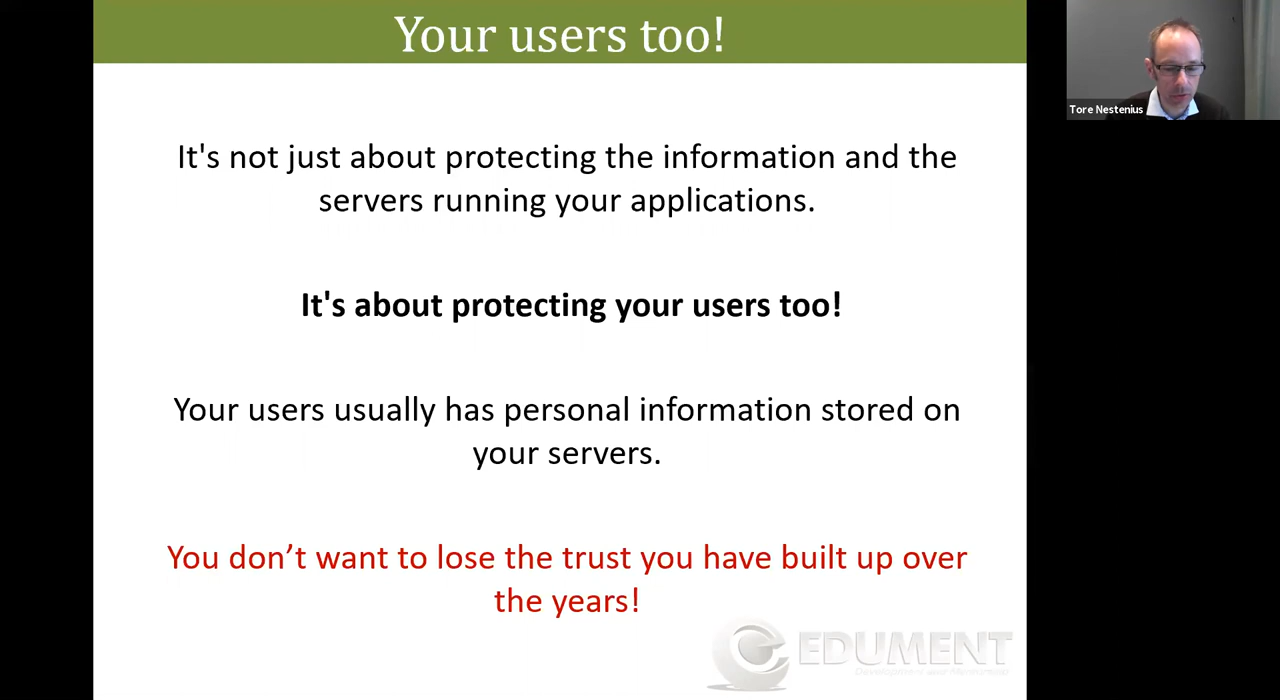 Your users too!
Tore Nestenius
It's not just about protecting the information and the
servers running your applications.
It's about protecting your users too!
Your users usually has personal information stored on
your servers.
You don’t want to lose the trust you have built up over
the years!
EDUMENT